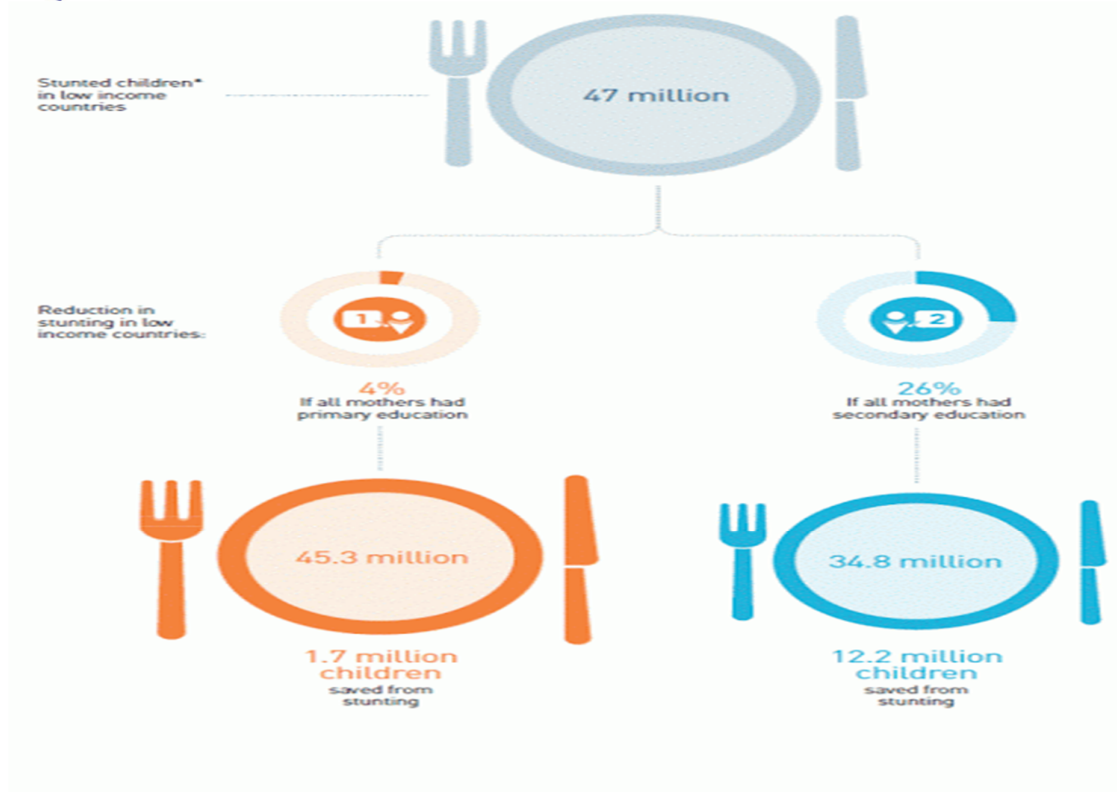 Stunted children*
in low income
countries
47 million
Reduction in
stunting in low
income countries:
1
2
4%
If all mothers had
primary education
26%
If all mothers had
secondary education
45.3 million
34.8 million
1.7 million
children
saved from
stunting
12.2 million
children
saved from
stunting